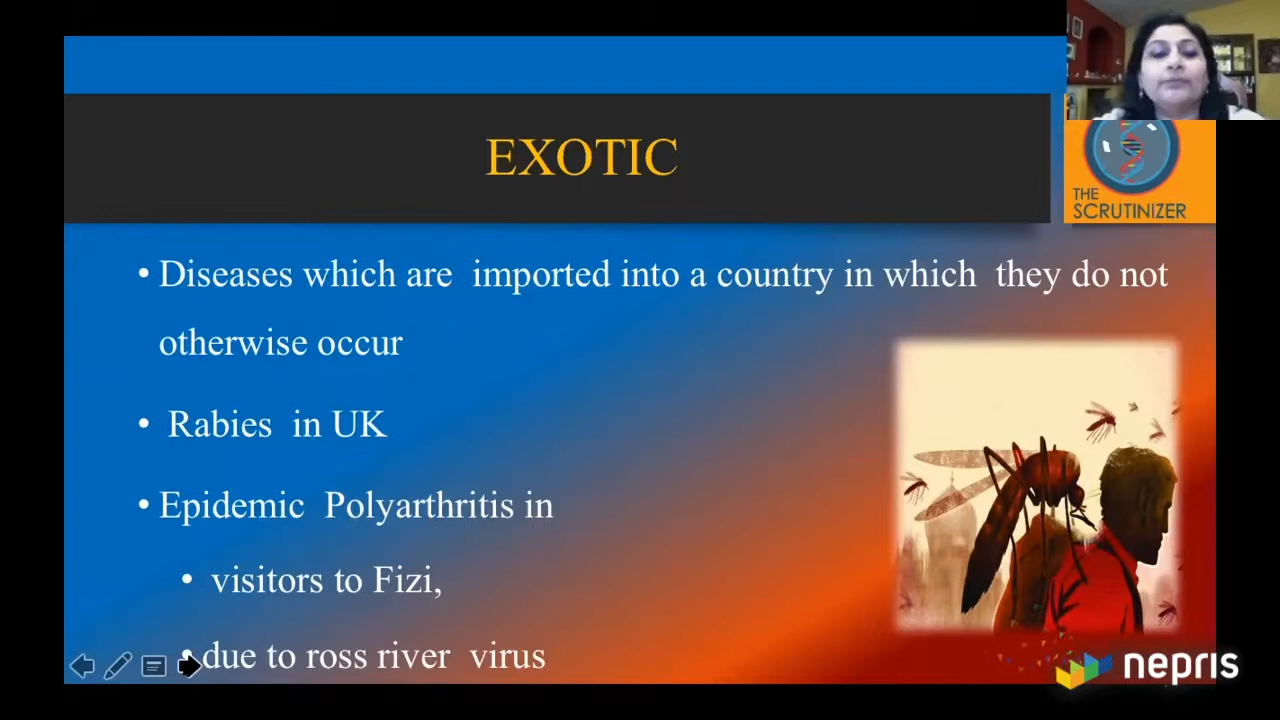 EXOTIC
THE
SCRUTINIZER
• Diseases which are imported into a country in which they do not
otherwise occur
• Rabies in UK
• Epidemic Polyarthritis in
• visitors to Fizi,
• due to ross river virus
nepris